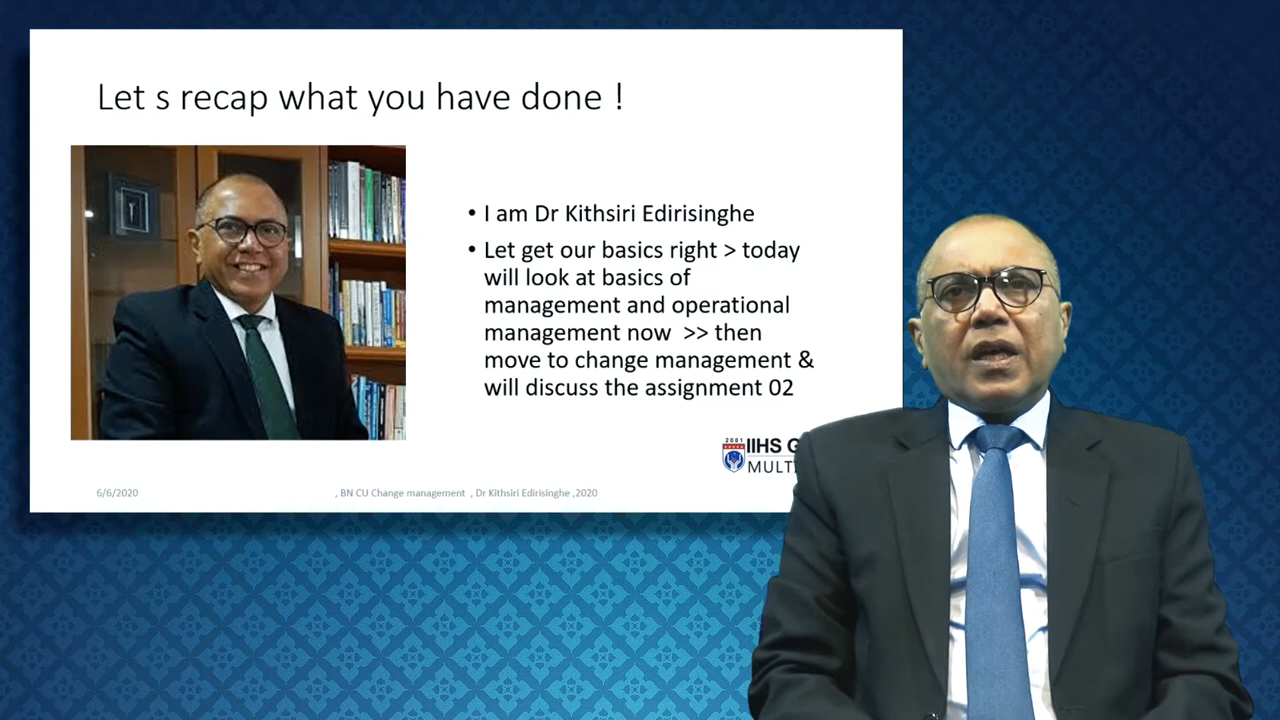 Let s recap what you have done !
• I am Dr Kithsiri Edirisinghe
• Let get our basics right > today
will look at basics of
management and operational
management now >> then
move to change management &
will discuss the assignment 02
2001
IIHS G
MULT
6/6/2020
, BN CU Change management , Dr Kithsiri Edirisinghe ,2020